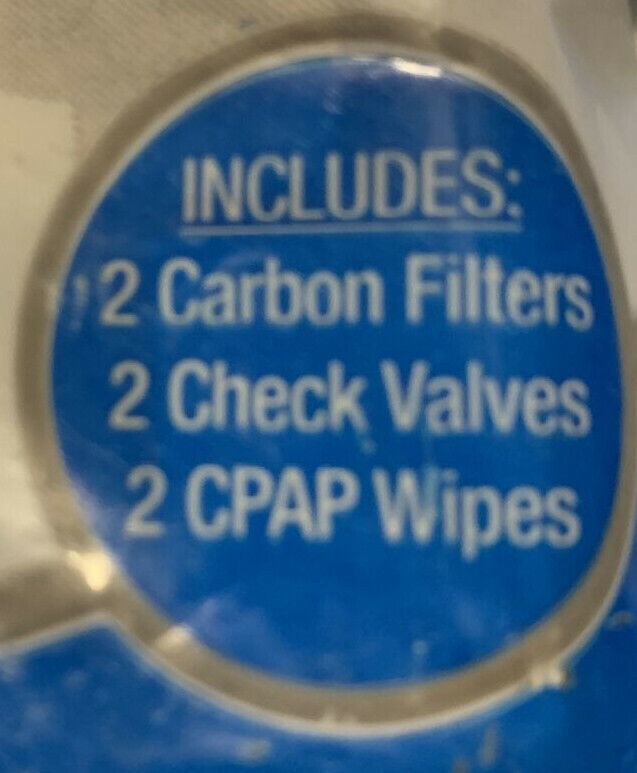 INCLUDES:
2 Carbon Filters
2 Check Valves
2 CPAP Wipes